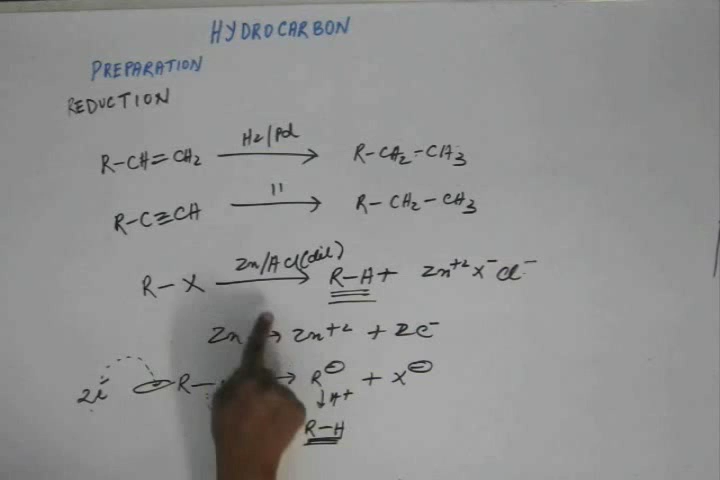 HYDROCARBON
PREPARATION
REDUCTION
R-CH=CH2 H2/Pd R-CH2-CH3
R-C≡CH 11 R-CH2-CH3
R-X Zn/HCl(dil) R-H + Zn+2 X- Cl-
Zn → Zn+2 + 2e-
2e- R- → R⊖ + X⊖
↓H+
R-H